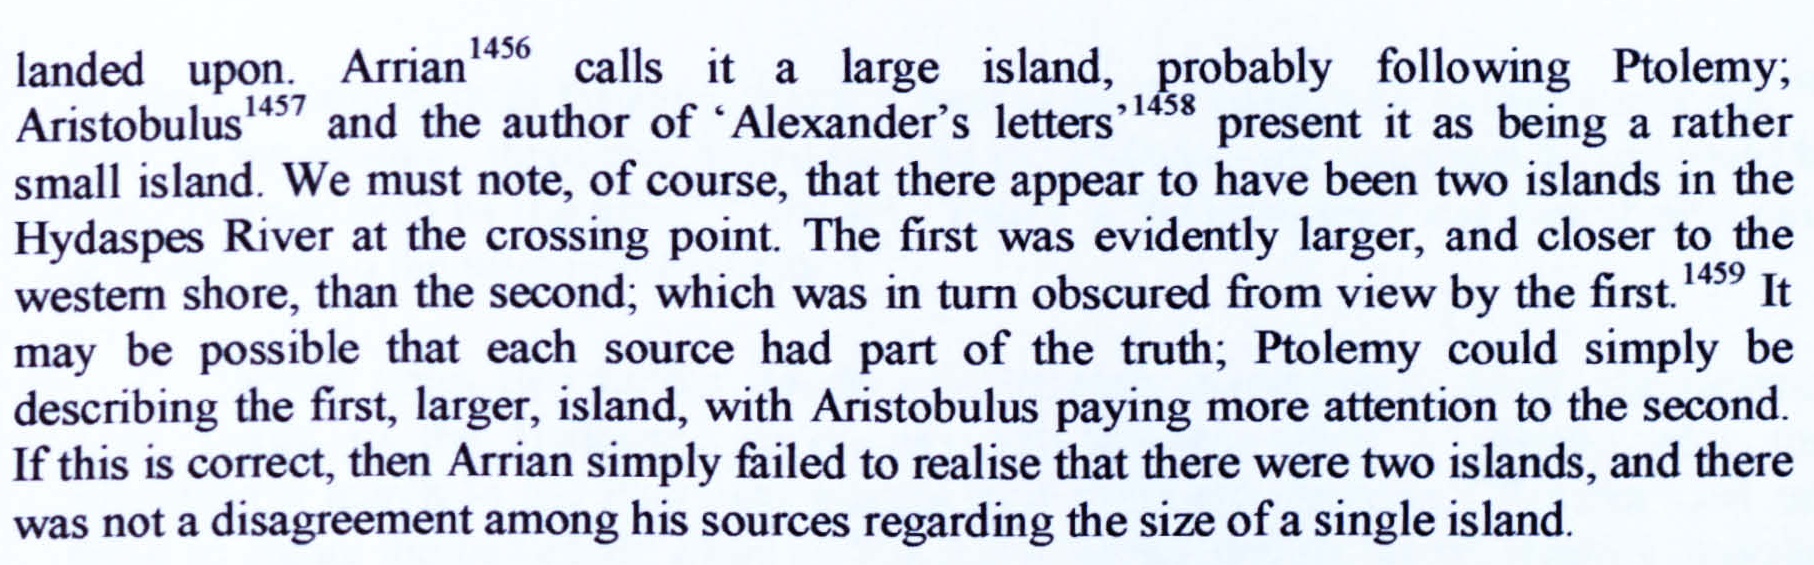 landed upon. Arrian1456 calls it a large island, probably following Ptolemy;
Aristobulus1457 and the author of ‘Alexander’s letters’1458 present it as being a rather
small island. We must note, of course, that there appear to have been two islands in the
Hydaspes River at the crossing point. The first was evidently larger, and closer to the
western shore, than the second; which was in turn obscured from view by the first.1459 It
may be possible that each source had part of the truth; Ptolemy could simply be
describing the first, larger, island, with Aristobulus paying more attention to the second.
If this is correct, then Arrian simply failed to realise that there were two islands, and there
was not a disagreement among his sources regarding the size of a single island.